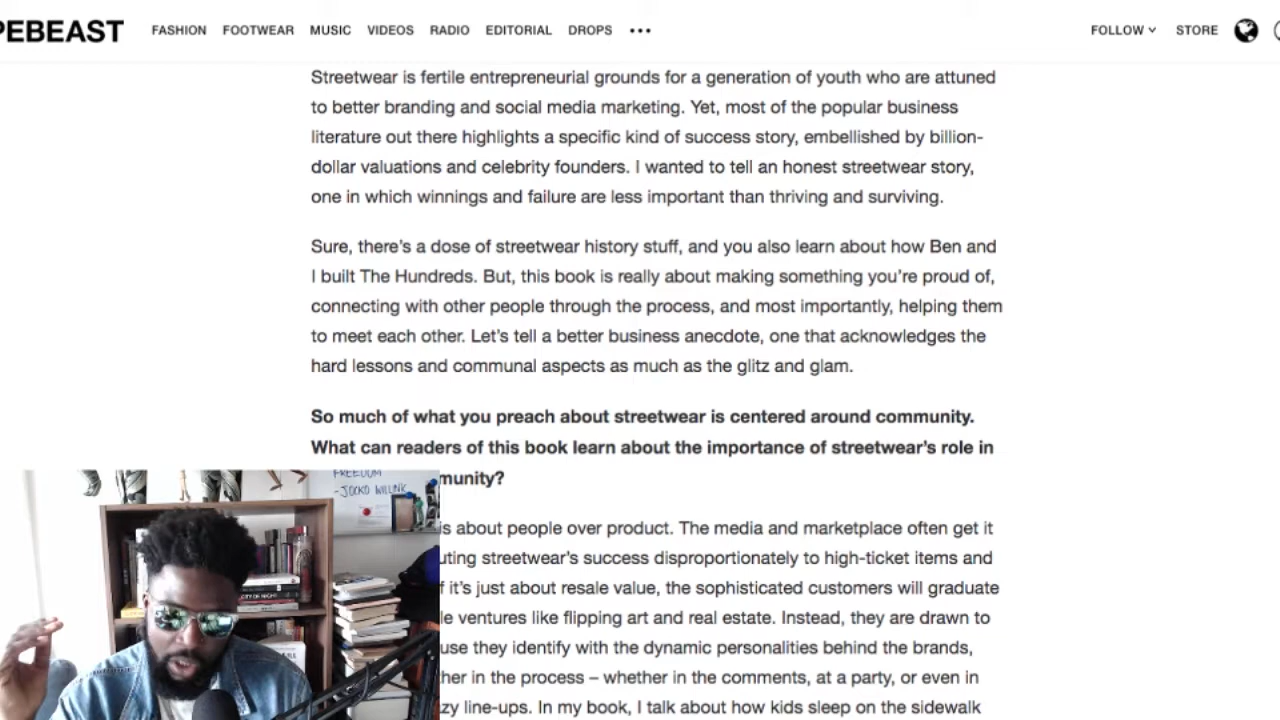 PEBEAST
FASHION FOOTWEAR MUSIC VIDEOS RADIO EDITORIAL DROPS ••• FOLLOW STORE
Streetwear is fertile entrepreneurial grounds for a generation of youth who are attuned
to better branding and social media marketing. Yet, most of the popular business
literature out there highlights a specific kind of success story, embellished by billion-
dollar valuations and celebrity founders. I wanted to tell an honest streetwear story,
one in which winnings and failure are less important than thriving and surviving.
Sure, there's a dose of streetwear history stuff, and you also learn about how Ben and
I built The Hundreds. But, this book is really about making something you're proud of,
connecting with other people through the process, and most importantly, helping them
to meet each other. Let's tell a better business anecdote, one that acknowledges the
hard lessons and communal aspects as much as the glitz and glam.
So much of what you preach about streetwear is centered around community.
What can readers of this book learn about the importance of streetwear's role in
munity?
is about people over product. The media and marketplace often get it
uting streetwear's success disproportionately to high-ticket items and
f it's just about resale value, the sophisticated customers will graduate
le ventures like flipping art and real estate. Instead, they are drawn to
use they identify with the dynamic personalities behind the brands,
her in the process – whether in the comments, at a party, or even in
zy line-ups. In my book, I talk about how kids sleep on the sidewalk
FREEDOM
-JOCKO WILLINK